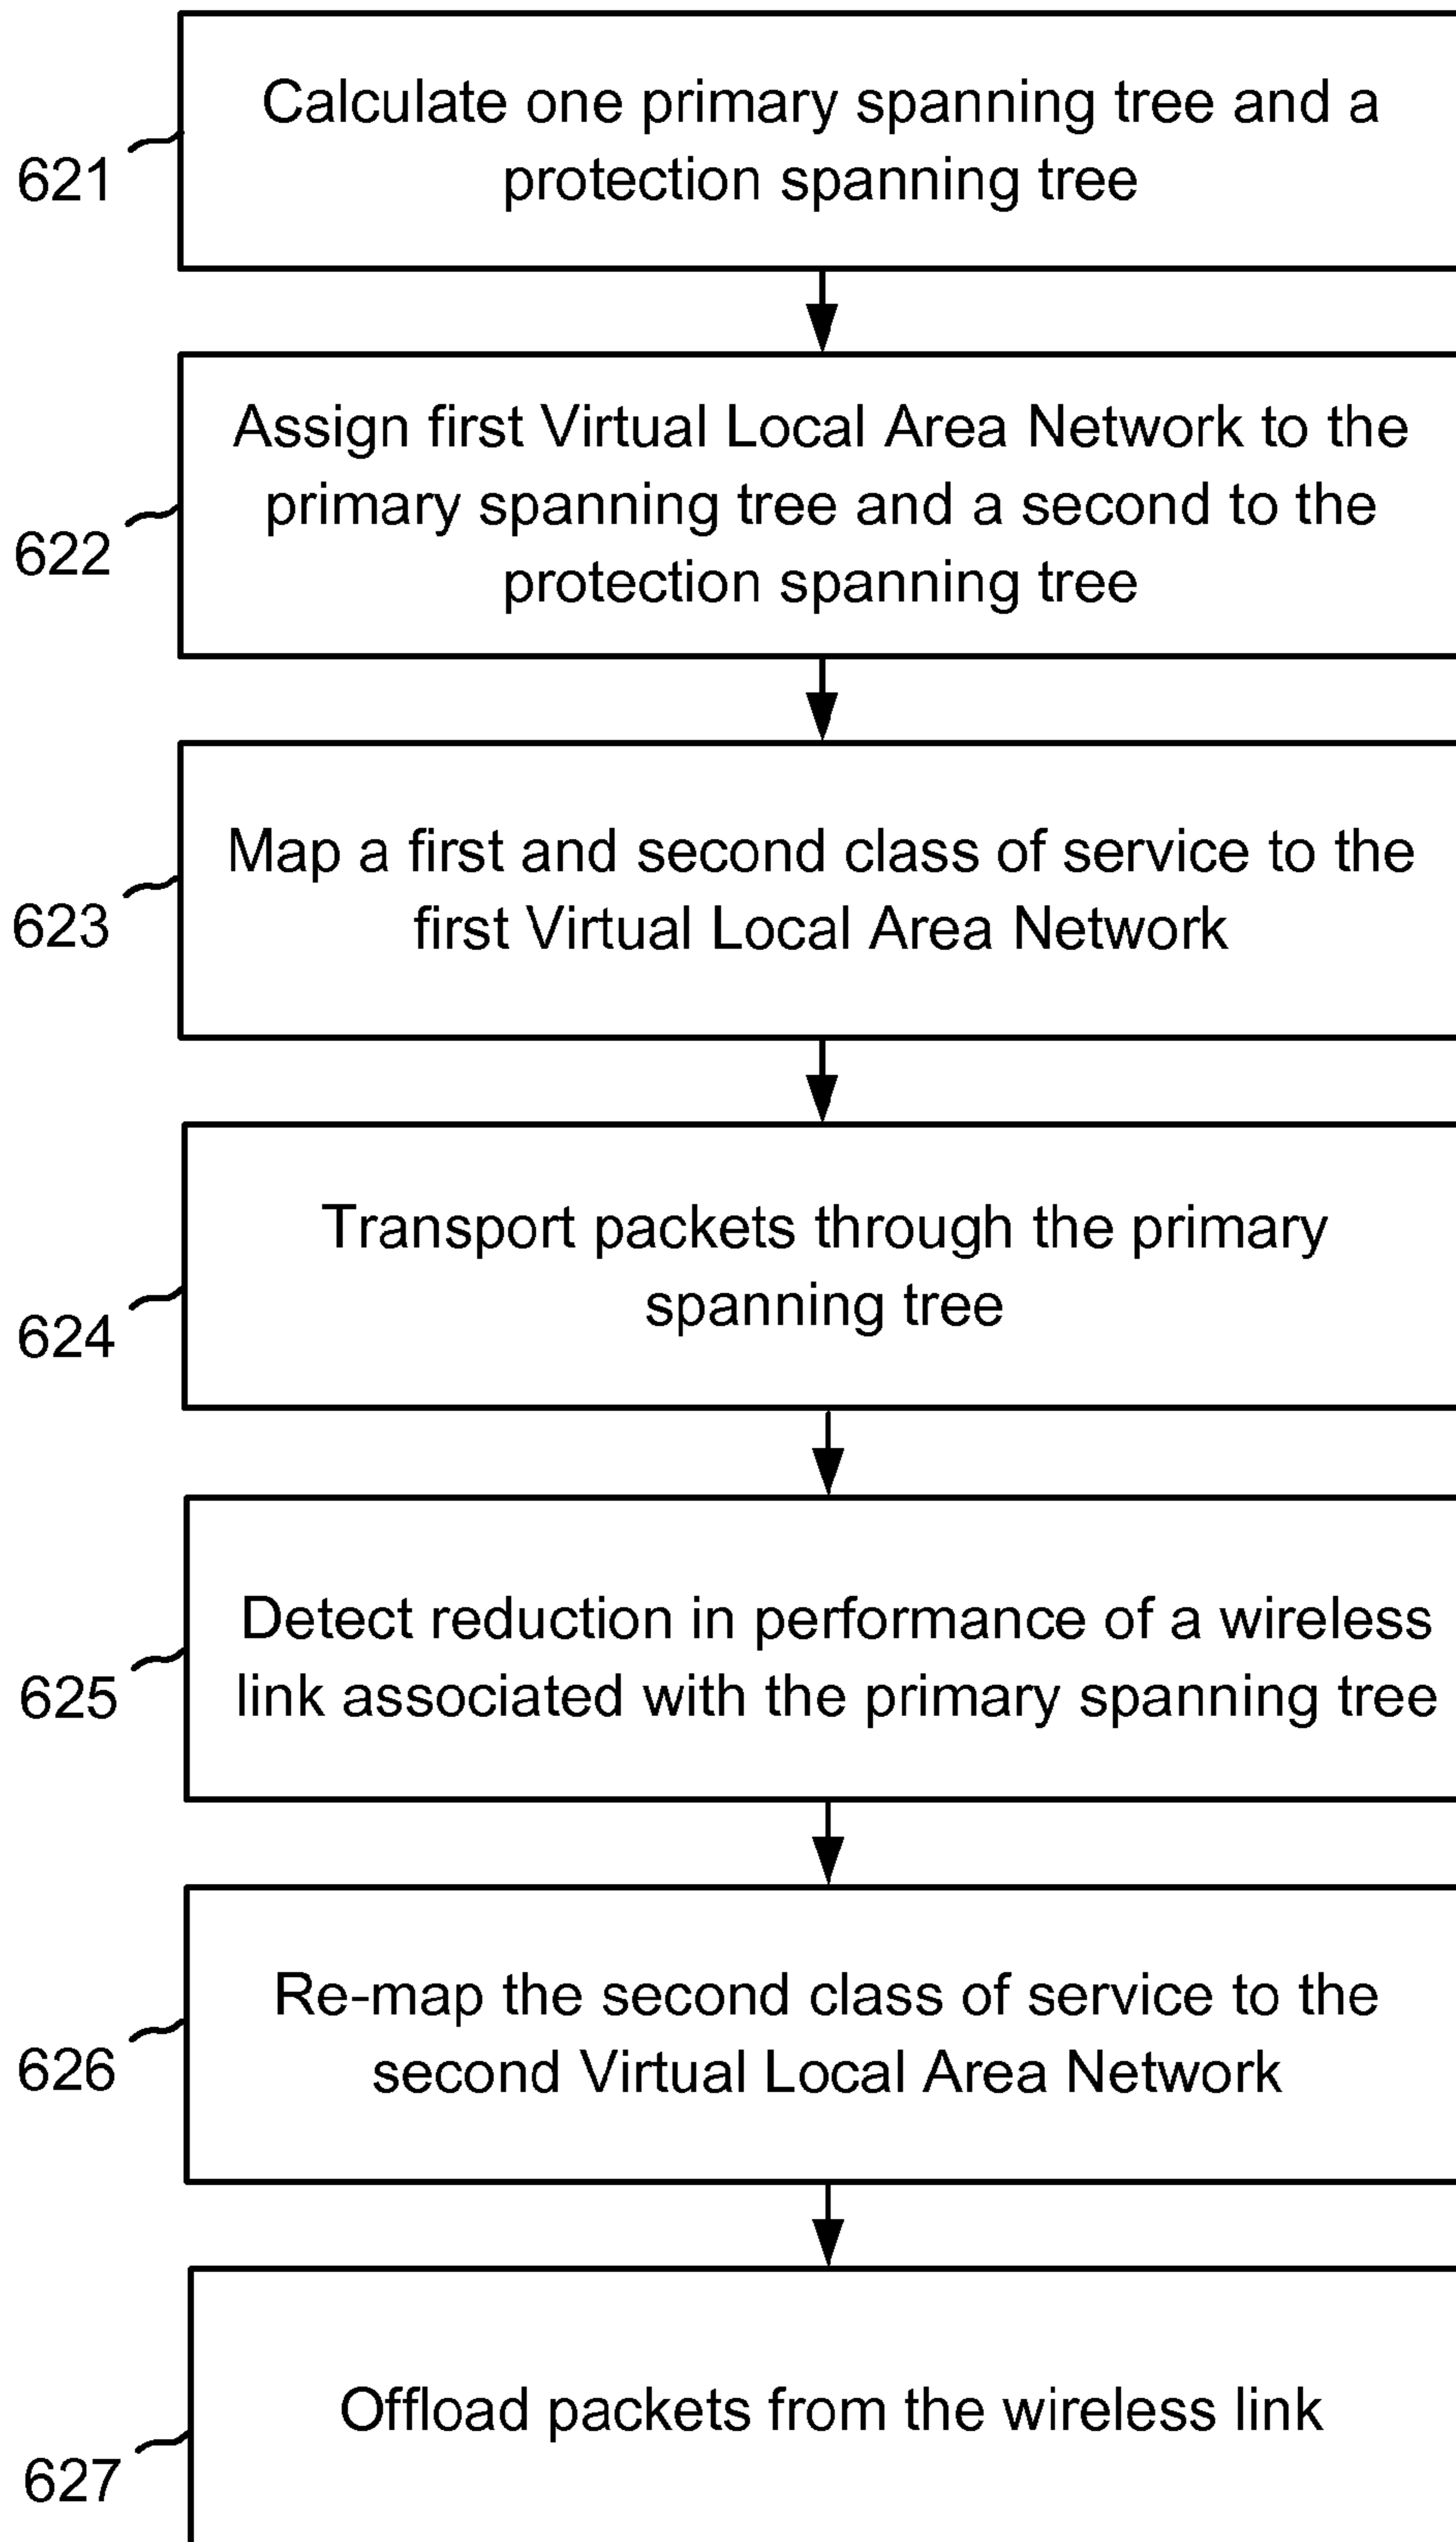 Calculate one primary spanning tree and a
protection spanning tree
621
Assign first Virtual Local Area Network to the
primary spanning tree and a second to the
protection spanning tree
622
Map a first and second class of service to the
first Virtual Local Area Network
623
Transport packets through the primary
spanning tree
624
Detect reduction in performance of a wireless
link associated with the primary spanning tree
625
Re-map the second class of service to the
second Virtual Local Area Network
626
Offload packets from the wireless link
627